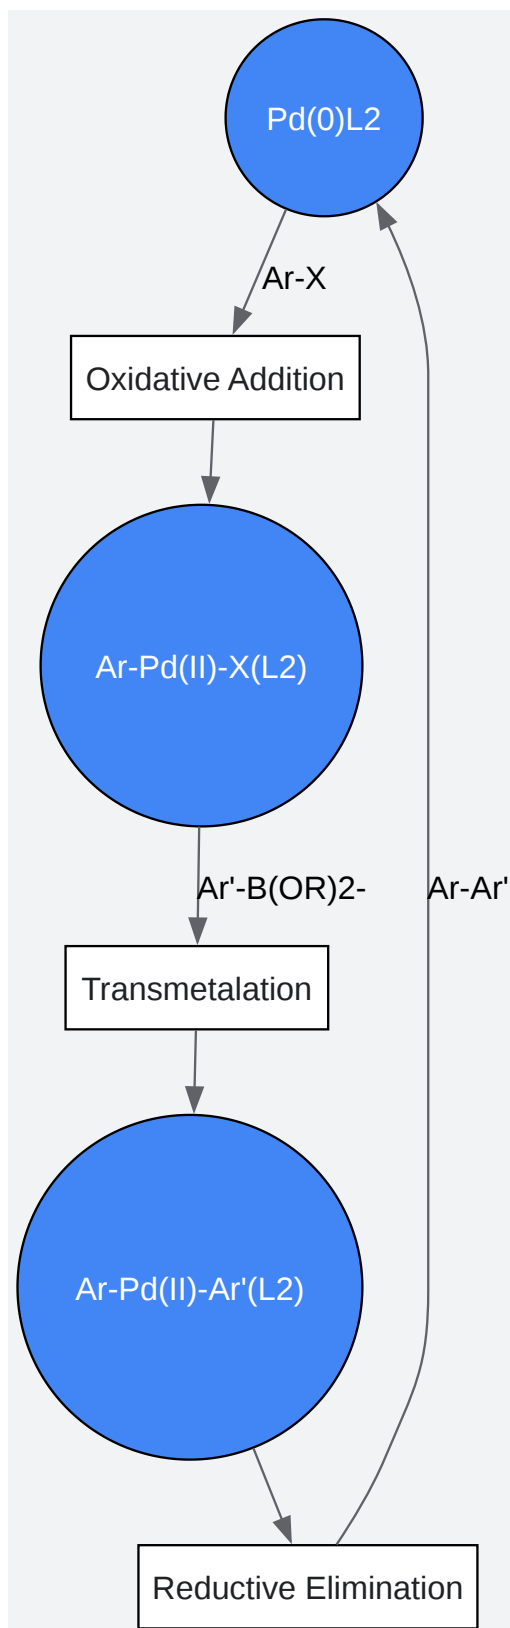 Pd(0)L2
Ar-X
Oxidative Addition
Ar-Pd(II)-X(L2)
Ar'-B(OR)2-
Ar-Ar'
Transmetalation
Ar-Pd(II)-Ar'(L2)
Reductive Elimination